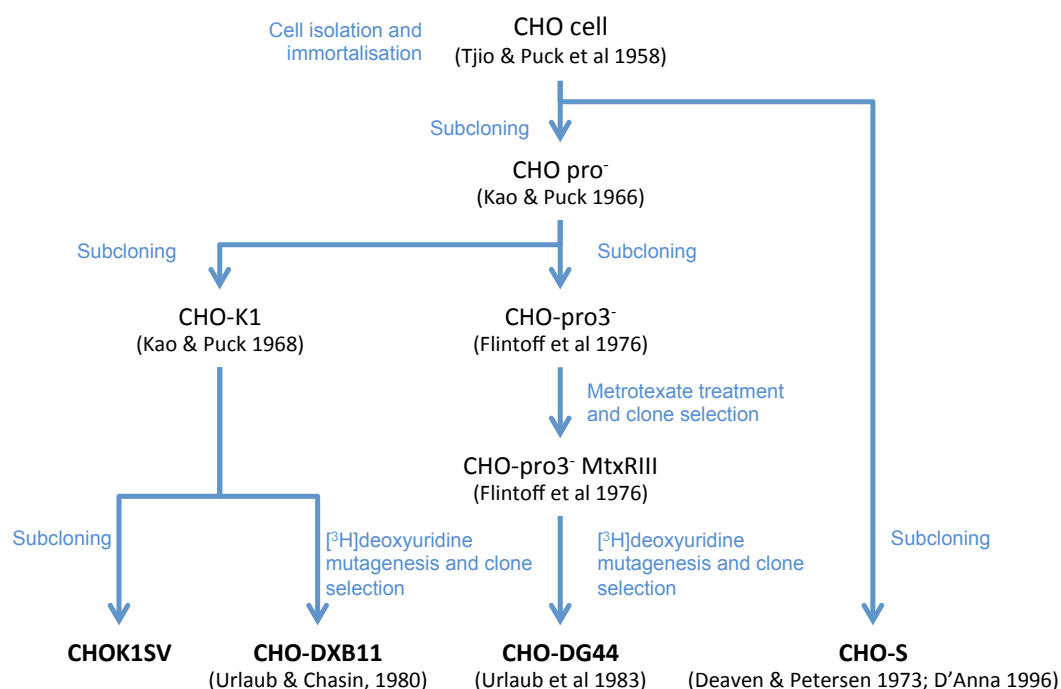 Cell isolation and
immortalisation
CHO cell
(Tjio & Puck et al 1958)
Subcloning
CHO pro⁻
(Kao & Puck 1966)
Subcloning
Subcloning
CHO-K1
(Kao & Puck 1968)
CHO-pro3⁻
(Flintoff et al 1976)
Metrotexate treatment
and clone selection
CHO-pro3⁻ MtxRIII
(Flintoff et al 1976)
Subcloning
[³H]deoxyuridine
mutagenesis and clone
selection
[³H]deoxyuridine
mutagenesis and clone
selection
Subcloning
CHOK1SV
CHO-DXB11
(Urlaub & Chasin, 1980)
CHO-DG44
(Urlaub et al 1983)
CHO-S
(Deaven & Petersen 1973; D'Anna 1996)